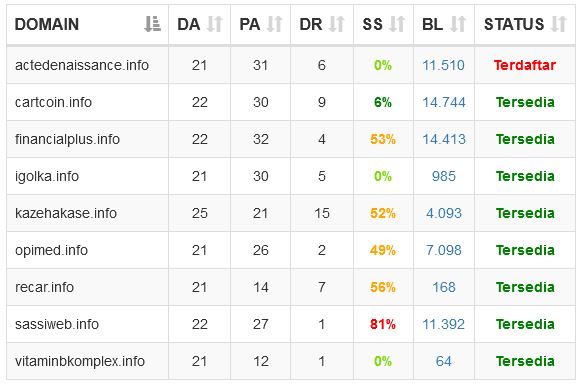 DOMAIN DA PA DR SS BL STATUS
actedenaissance.info 21 31 6 0% 11.510 Terdaftar
cartcoin.info 22 30 9 6% 14.744 Tersedia
financialplus.info 22 32 4 53% 14.413 Tersedia
igolka.info 21 30 5 0% 985 Tersedia
kazehakase.info 25 21 15 52% 4.093 Tersedia
opimed.info 21 26 2 49% 7.098 Tersedia
recar.info 21 14 7 56% 168 Tersedia
sassiweb.info 22 27 1 81% 11.392 Tersedia
vitaminbkomplex.info 21 12 1 0% 64 Tersedia